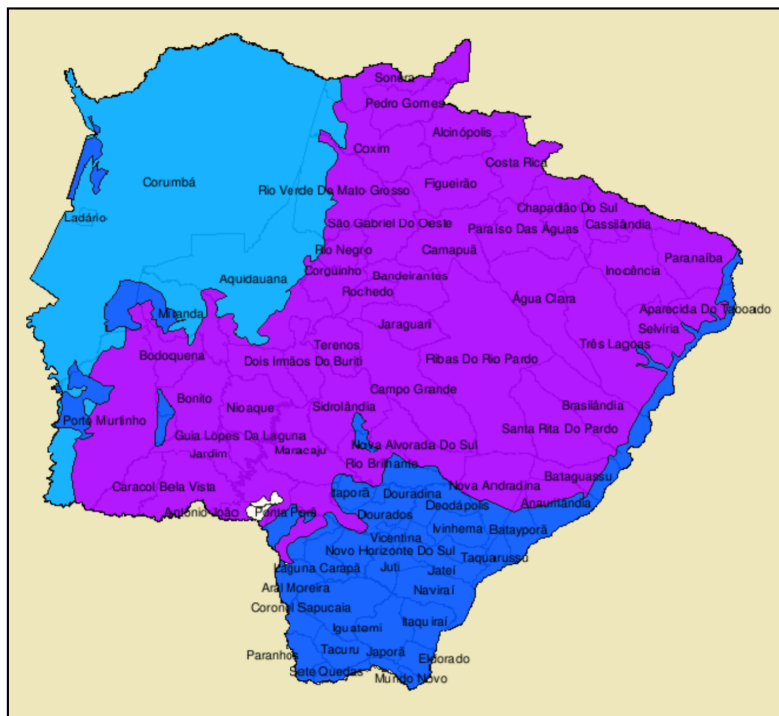 Sonora
Pedro Gomes
Alcinópolis
Coxim
Costa Rica
Corumbá
Figueirão
Rio Verde De Mato Grosso
Chapadão Do Sul
Ladário
São Gabriel Do Oeste
Cassilândia
Paraíso Das Águas
Rio Negro
Camapuã
Paranaíba
Corguinho
Inocência
Aquidauana
Bandeirantes
Rochedo
Água Clara
Aparecida Do Taboado
Miranda
Jaraguari
Selvíria
Terenos
Três Lagoas
Bodoquena
Dois Irmãos Do Buriti
Ribas Do Rio Pardo
Campo Grande
Bonito
Nioaque
Sidrolândia
Brasilândia
Porto Murtinho
Santa Rita Do Pardo
Guia Lopes Da Laguna
Nova Alvorada Do Sul
Jardim
Maracaju
Rio Brilhante
Bataguassu
Caracol
Bela Vista
Nova Andradina
Itaporã
Douradina
Anaurilândia
Deodápolis
Antônio João
Ponta Porã
Dourados
Ivinhema
Batayporã
Vicentina
Novo Horizonte Do Sul
Taquarussu
Laguna Carapã
Juti
Jateí
Aral Moreira
Naviraí
Coronel Sapucaia
Itaquiraí
Iguatemi
Paranhos
Tacuru
Japorã
Eldorado
Sete Quedas
Mundo Novo